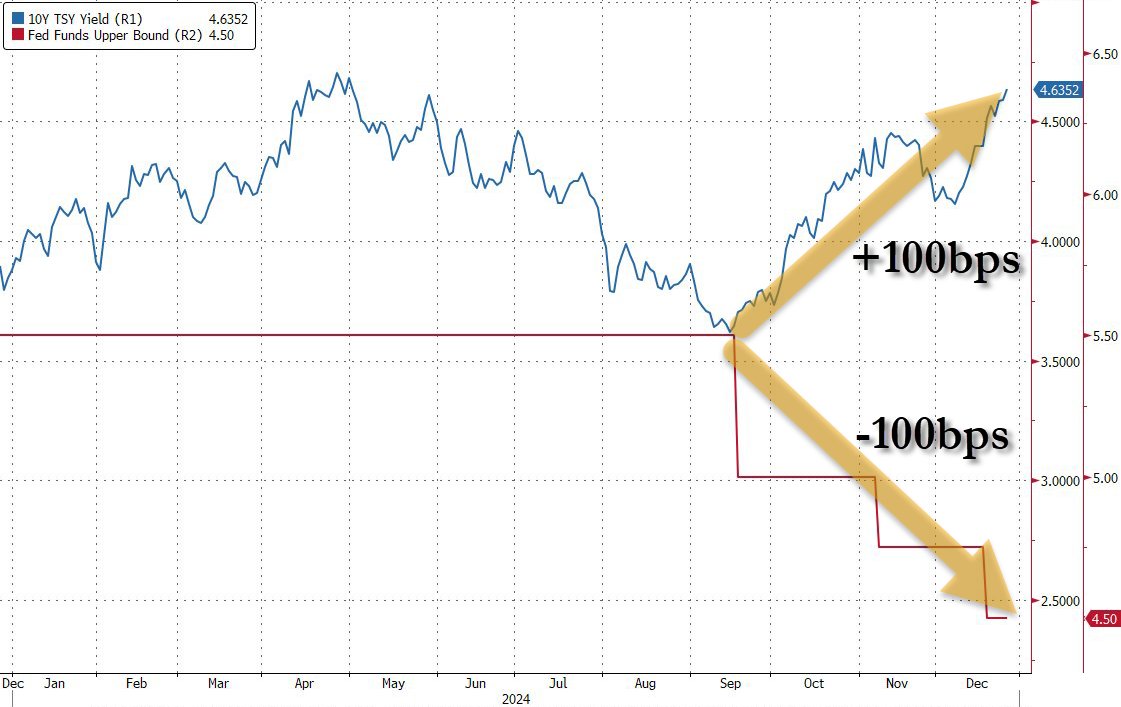 10Y TSY Yield (R1) 4.6352
Fed Funds Upper Bound (R2) 4.50
6.50
4.6352
4.5000
6.00
4.0000
+100bps
5.50
3.5000
-100bps
5.00
3.0000
2.5000
4.50
Dec Jan Feb Mar Apr May Jun Jul Aug Sep Oct Nov Dec
2024